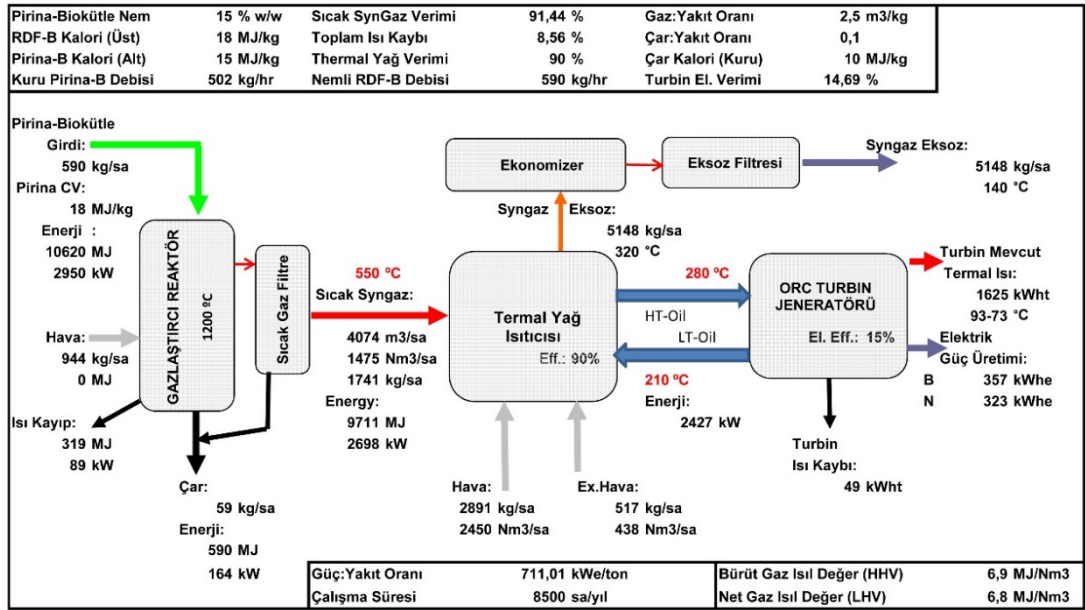 Pirina-Biokütle Nem 15 % w/w Sıcak SynGaz Verimi 91,44 % Gaz:Yakıt Oranı 2,5 m3/kg
RDF-B Kalori (Üst) 18 MJ/kg Toplam Isı Kaybı 8,56 % Çar:Yakıt Oranı 0,1
Pirina-B Kalori (Alt) 15 MJ/kg Thermal Yağ Verimi 90 % Çar Kalori (Kuru) 10 MJ/kg
Kuru Pirina-B Debisi 502 kg/hr Nemli RDF-B Debisi 590 kg/hr Turbin El. Verimi 14,69 %
Pirina-Biokütle
Girdi:
590 kg/sa
Pirina CV:
18 MJ/kg
Enerji :
10620 MJ
2950 kW
Hava:
944 kg/sa
0 MJ
Isı Kayıp:
319 MJ
89 kW
GAZLAŞTIRCI REAKTÖR
1200 ºC
Sıcak Gaz Filtre
Çar:
59 kg/sa
Enerji:
590 MJ
164 kW
550 ºC
Sıcak Syngaz:
4074 m3/sa
1475 Nm3/sa
1741 kg/sa
Energy:
9711 MJ
2698 kW
Ekonomizer
Eksoz Filtresi
Syngaz Eksoz:
5148 kg/sa
140 °C
Syngaz Eksoz:
5148 kg/sa
320 °C
Termal Yağ
Isıtıcısı
Eff.: 90%
Hava:
2891 kg/sa
2450 Nm3/sa
Ex.Hava:
517 kg/sa
438 Nm3/sa
280 ºC
HT-Oil
LT-Oil
210 ºC
Enerji:
2427 kW
ORC TURBIN
JENERATÖRÜ
El. Eff.: 15%
Turbin Mevcut
Termal Isı:
1625 kWht
93-73 °C
Elektrik
Güç Üretimi:
B 357 kWhe
N 323 kWhe
Turbin
Isı Kaybı:
49 kWht
Güç:Yakıt Oranı 711,01 kWe/ton Bürüt Gaz Isıl Değer (HHV) 6,9 MJ/Nm3
Çalışma Süresi 8500 sa/yıl Net Gaz Isıl Değer (LHV) 6,8 MJ/Nm3